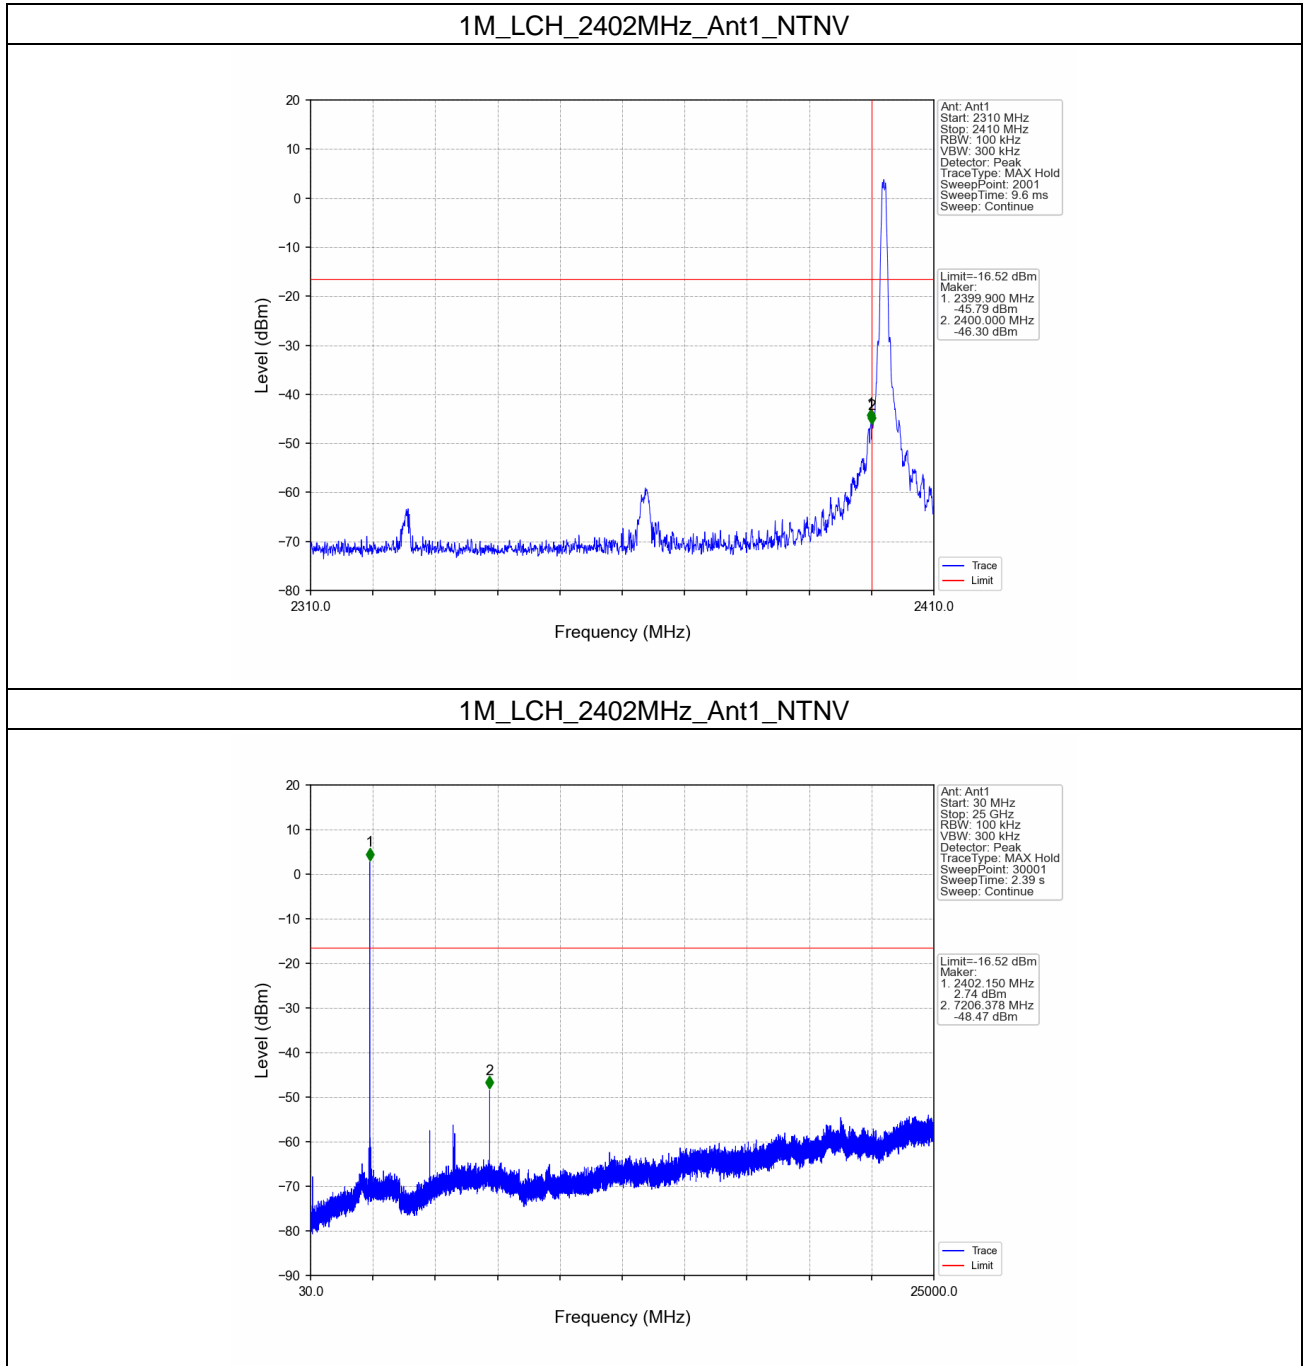 1M_LCH_2402MHz_Ant1_NTNV
20
10
0
−10
−20
−30
−40
−50
−60
−70
−80
Level (dBm)
2310.0
2410.0
Frequency (MHz)
2
Ant: Ant1
Start: 2310 MHz
Stop: 2410 MHz
RBW: 100 kHz
VBW: 300 kHz
Detector: Peak
TraceType: MAX Hold
SweepPoint: 2001
SweepTime: 9.6 ms
Sweep: Continue
Limit=-16.52 dBm
Maker:
1. 2399.900 MHz
-45.79 dBm
2. 2400.000 MHz
-46.30 dBm
Trace
Limit
1M_LCH_2402MHz_Ant1_NTNV
20
10
0
−10
−20
−30
−40
−50
−60
−70
−80
−90
Level (dBm)
30.0
25000.0
Frequency (MHz)
1
2
Ant: Ant1
Start: 30 MHz
Stop: 25 GHz
RBW: 100 kHz
VBW: 300 kHz
Detector: Peak
TraceType: MAX Hold
SweepPoint: 30001
SweepTime: 2.39 s
Sweep: Continue
Limit=-16.52 dBm
Maker:
1. 2402.150 MHz
2.74 dBm
2. 7206.378 MHz
-48.47 dBm
Trace
Limit